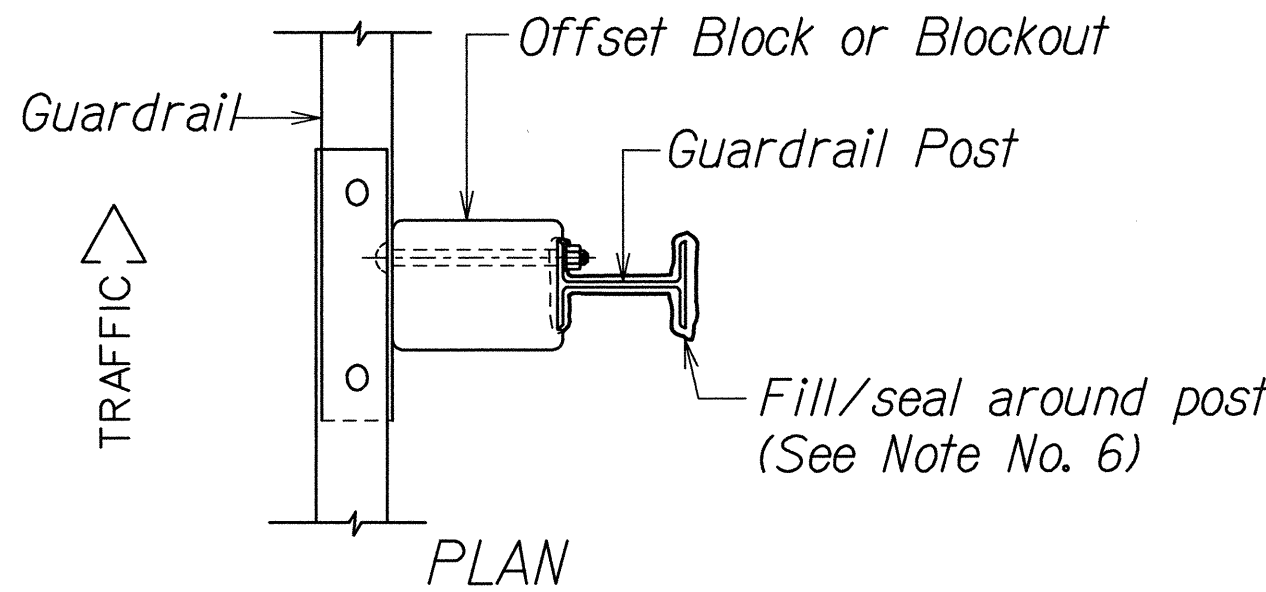 Offset Block or Blockout
Guardrail
Guardrail Post
TRAFFIC
Fill/seal around post
(See Note No. 6)
PLAN